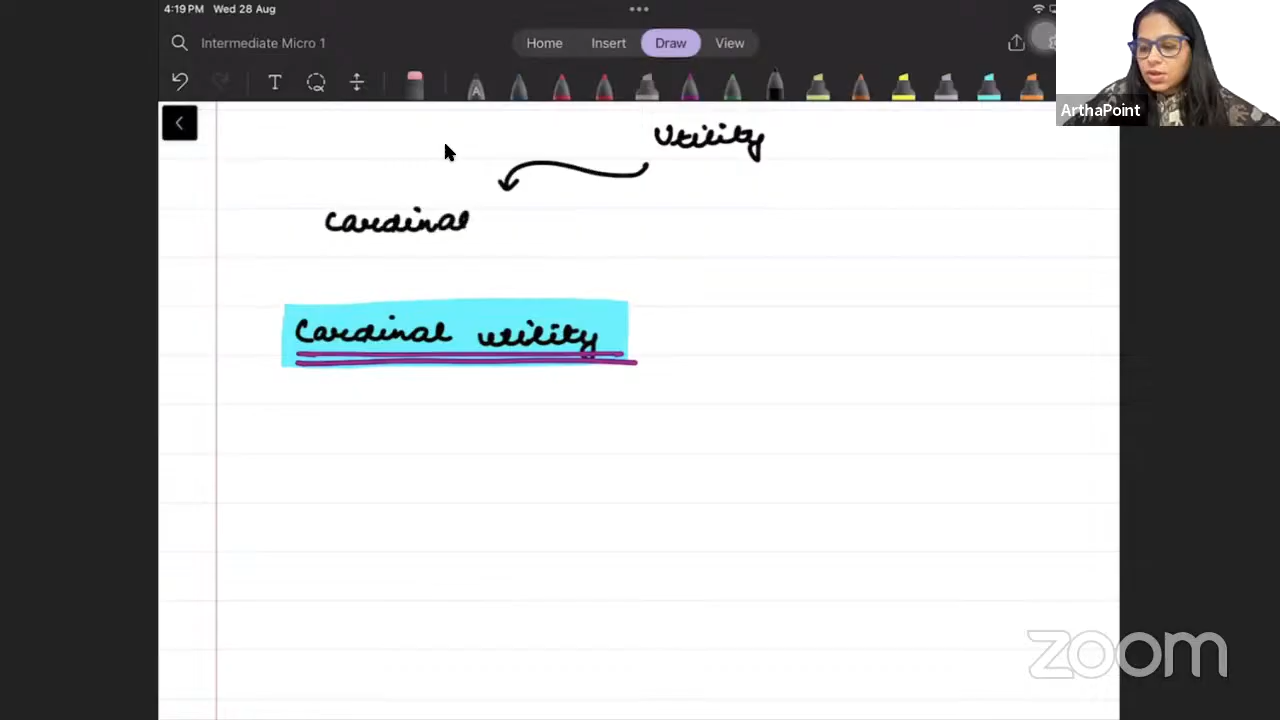 4:19 PM Wed 28 Aug
Intermediate Micro 1
Home Insert Draw View
T
A
ArthaPoint
Utility
Cardinal
Cardinal utility
zoom